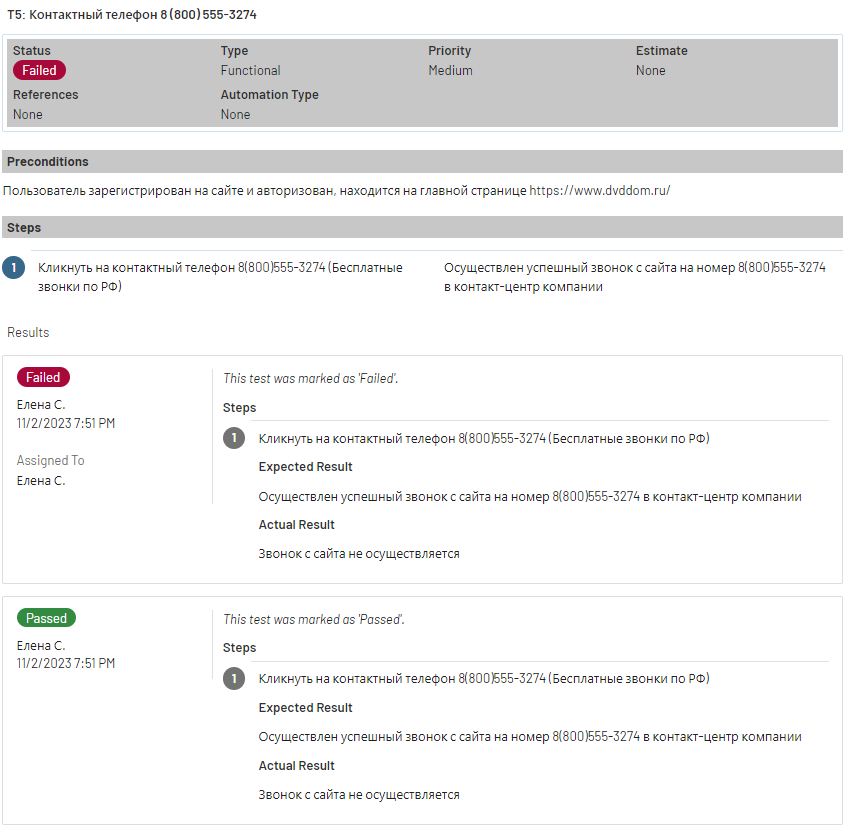 T5: Контактный телефон 8 (800) 555-3274
Status Type Priority Estimate
Failed Functional Medium None
References Automation Type
None None
Preconditions
Пользователь зарегистрирован на сайте и авторизован, находится на главной странице https://www.dvddom.ru/
Steps
1 Кликнуть на контактный телефон 8(800)555-3274 (Бесплатные звонки по РФ)
Осуществлен успешный звонок с сайта на номер 8(800)555-3274 в контакт-центр компании
Results
Failed
Елена С.
11/2/2023 7:51 PM
Assigned To
Елена С.
This test was marked as 'Failed'.
Steps
1 Кликнуть на контактный телефон 8(800)555-3274 (Бесплатные звонки по РФ)
Expected Result
Осуществлен успешный звонок с сайта на номер 8(800)555-3274 в контакт-центр компании
Actual Result
Звонок с сайта не осуществляется
Passed
Елена С.
11/2/2023 7:51 PM
This test was marked as 'Passed'.
Steps
1 Кликнуть на контактный телефон 8(800)555-3274 (Бесплатные звонки по РФ)
Expected Result
Осуществлен успешный звонок с сайта на номер 8(800)555-3274 в контакт-центр компании
Actual Result
Звонок с сайта не осуществляется